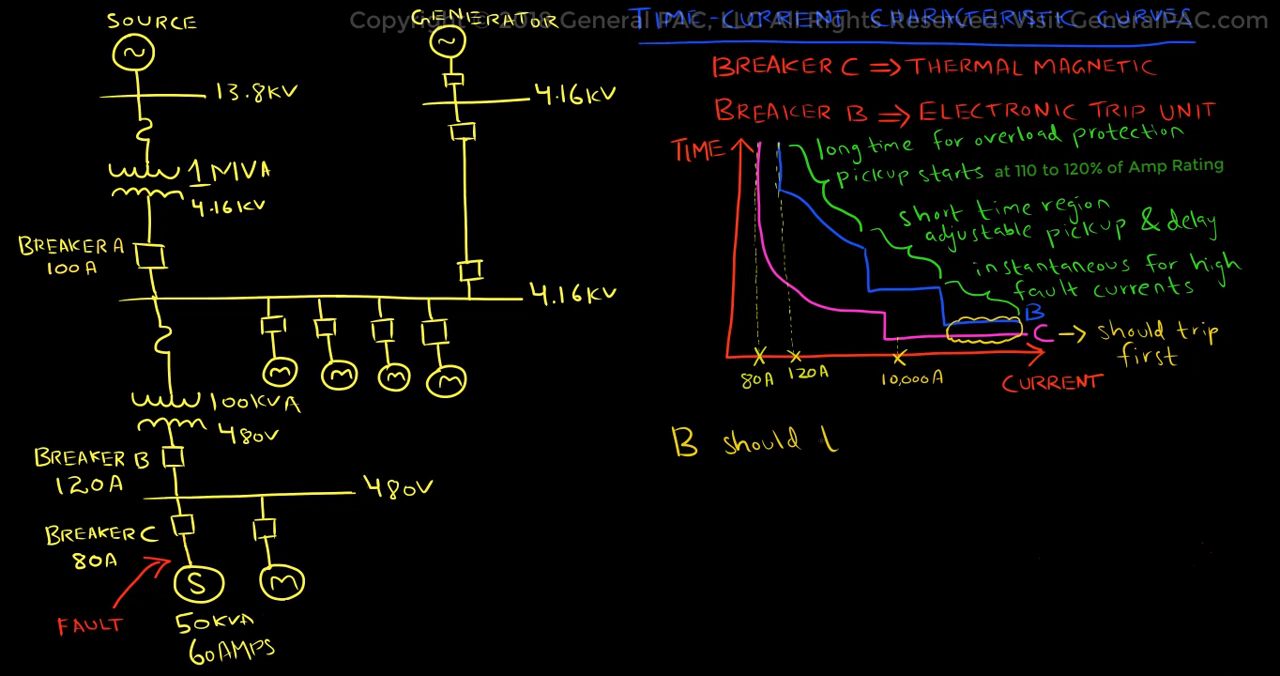 Copyright © 2019 General PAC, LLC All Rights Reserved. Visit GeneralPAC.com
TIME-CURRENT CHARACTERISTIC CURVES
SOURCE
GENERATOR
BREAKER C => THERMAL MAGNETIC
13.8KV
4.16KV
BREAKER B => ELECTRONIC TRIP UNIT
TIME
long time for overload protection
pickup starts at 110 to 120% of Amp Rating
1 MVA
4.16KV
short time region
adjustable pickup & delay
BREAKER A
100A
instantaneous for high
fault currents
4.16KV
B
C -> should trip
first
M
M
M
M
80A
120A
10,000A
CURRENT
100KVA
480V
B should
BREAKER B
120A
480V
BREAKER C
80A
S
M
FAULT
50KVA
60AMPS